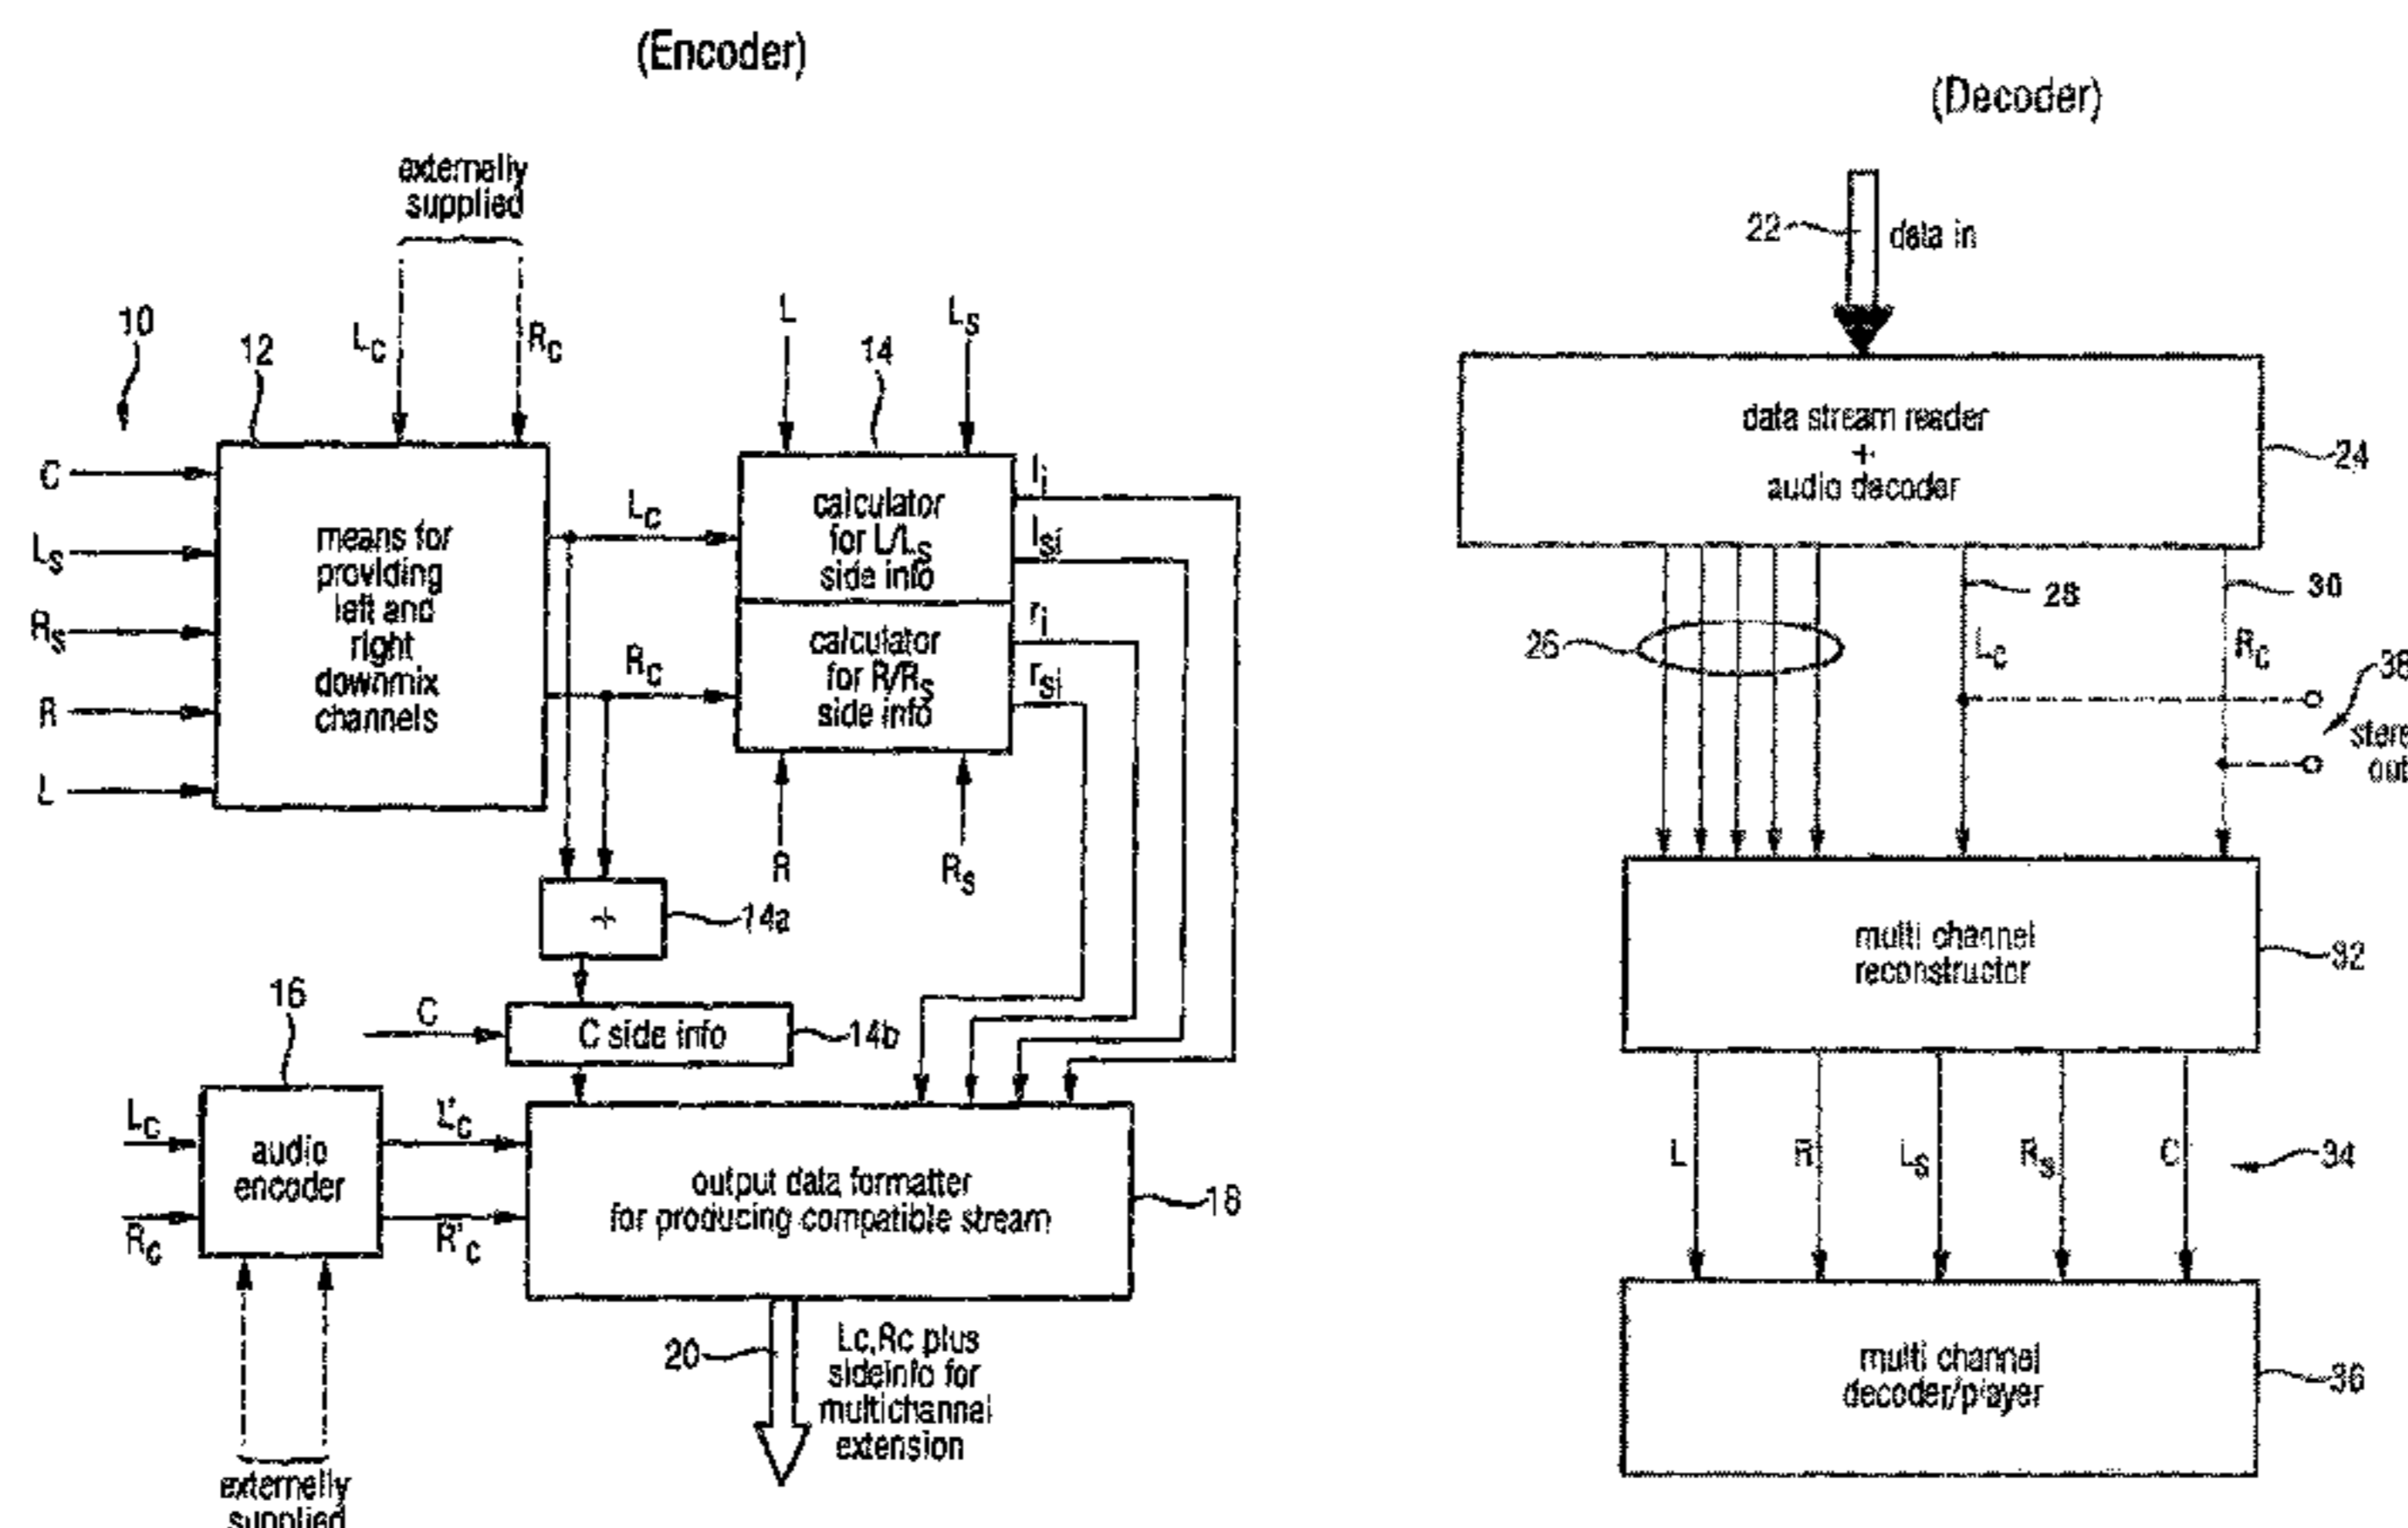 (Encoder)
externally
supplied
Lc
Rc
10
12
C
Ls
Rs
R
L
means for
providing
left and
right
downmix
channels
Lc
Rc
L
Ls
14
calculator
for L/Ls
side info
calculator
for R/Rs
side info
li
lsi
ri
rsi
R
Rs
+
14a
C
C side info
14b
16
Lc
Rc
audio
encoder
L'c
R'c
externally
supplied
output data formatter
for producing compatible stream
18
20
Lc,Rc plus
sideinfo for
multichannel
extension
(Decoder)
22
data in
data stream reader
+
audio decoder
24
26
28
30
Lc
Rc
38
out
multi channel
reconstructor
32
L
R
Ls
Rs
C
34
multi channel
decoder/player
36